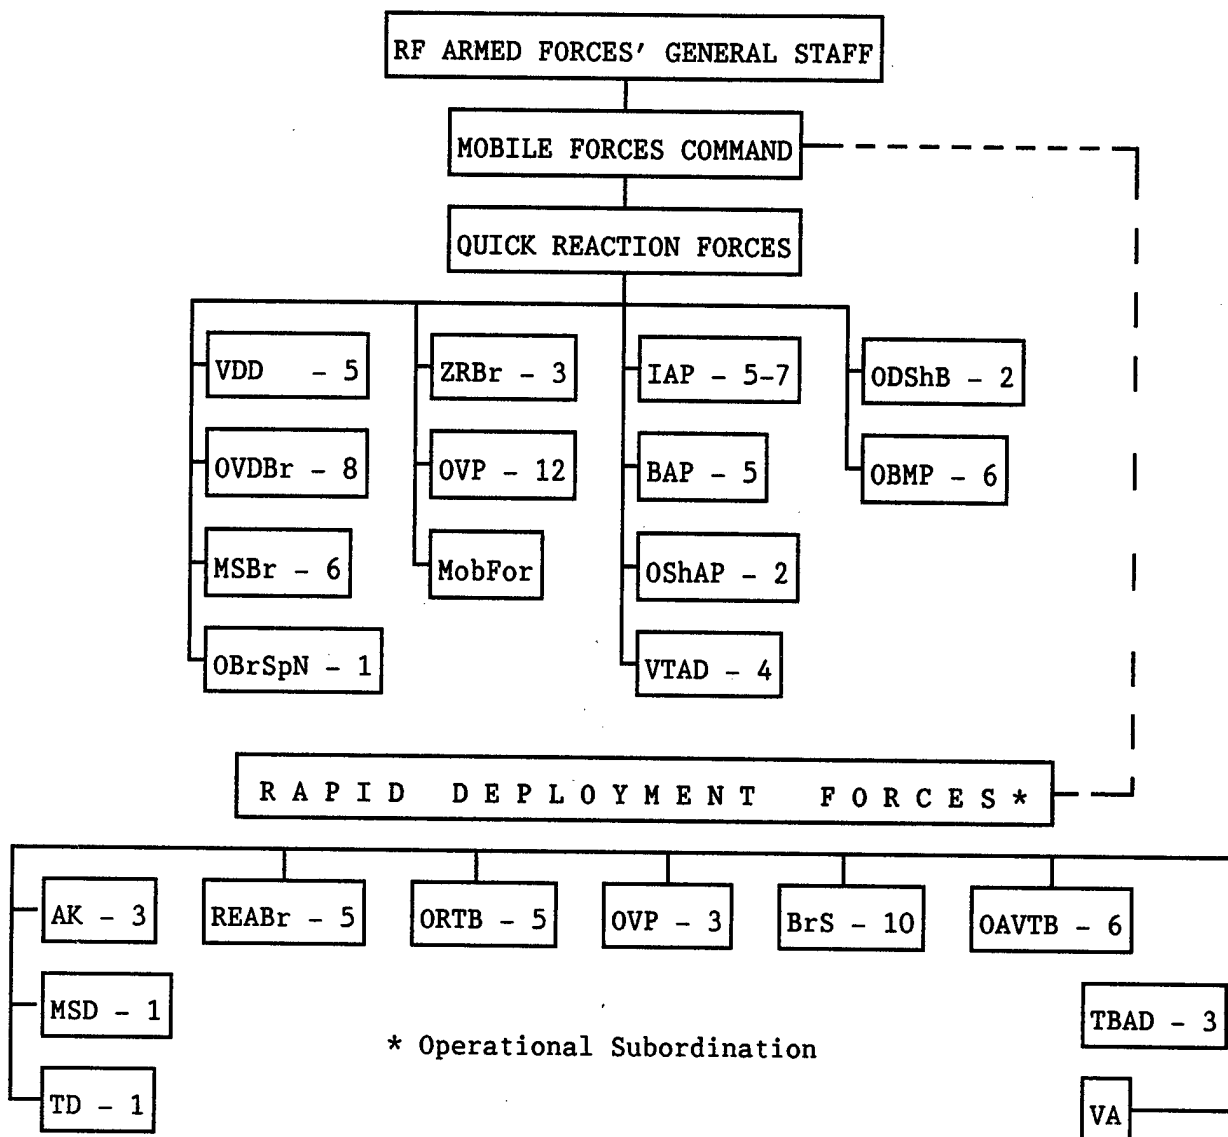 RF ARMED FORCES' GENERAL STAFF
MOBILE FORCES COMMAND
QUICK REACTION FORCES
VDD - 5
ZRBr - 3
IAP - 5-7
ODShB - 2
OVDBr - 8
OVP - 12
BAP - 5
OBMP - 6
MSBr - 6
MobFor
OShAP - 2
OBrSpN - 1
VTAD - 4
RAPID DEPLOYMENT FORCES*
AK - 3
REABr - 5
ORTB - 5
OVP - 3
BrS - 10
OAVTB - 6
MSD - 1
TBAD - 3
* Operational Subordination
TD - 1
VA